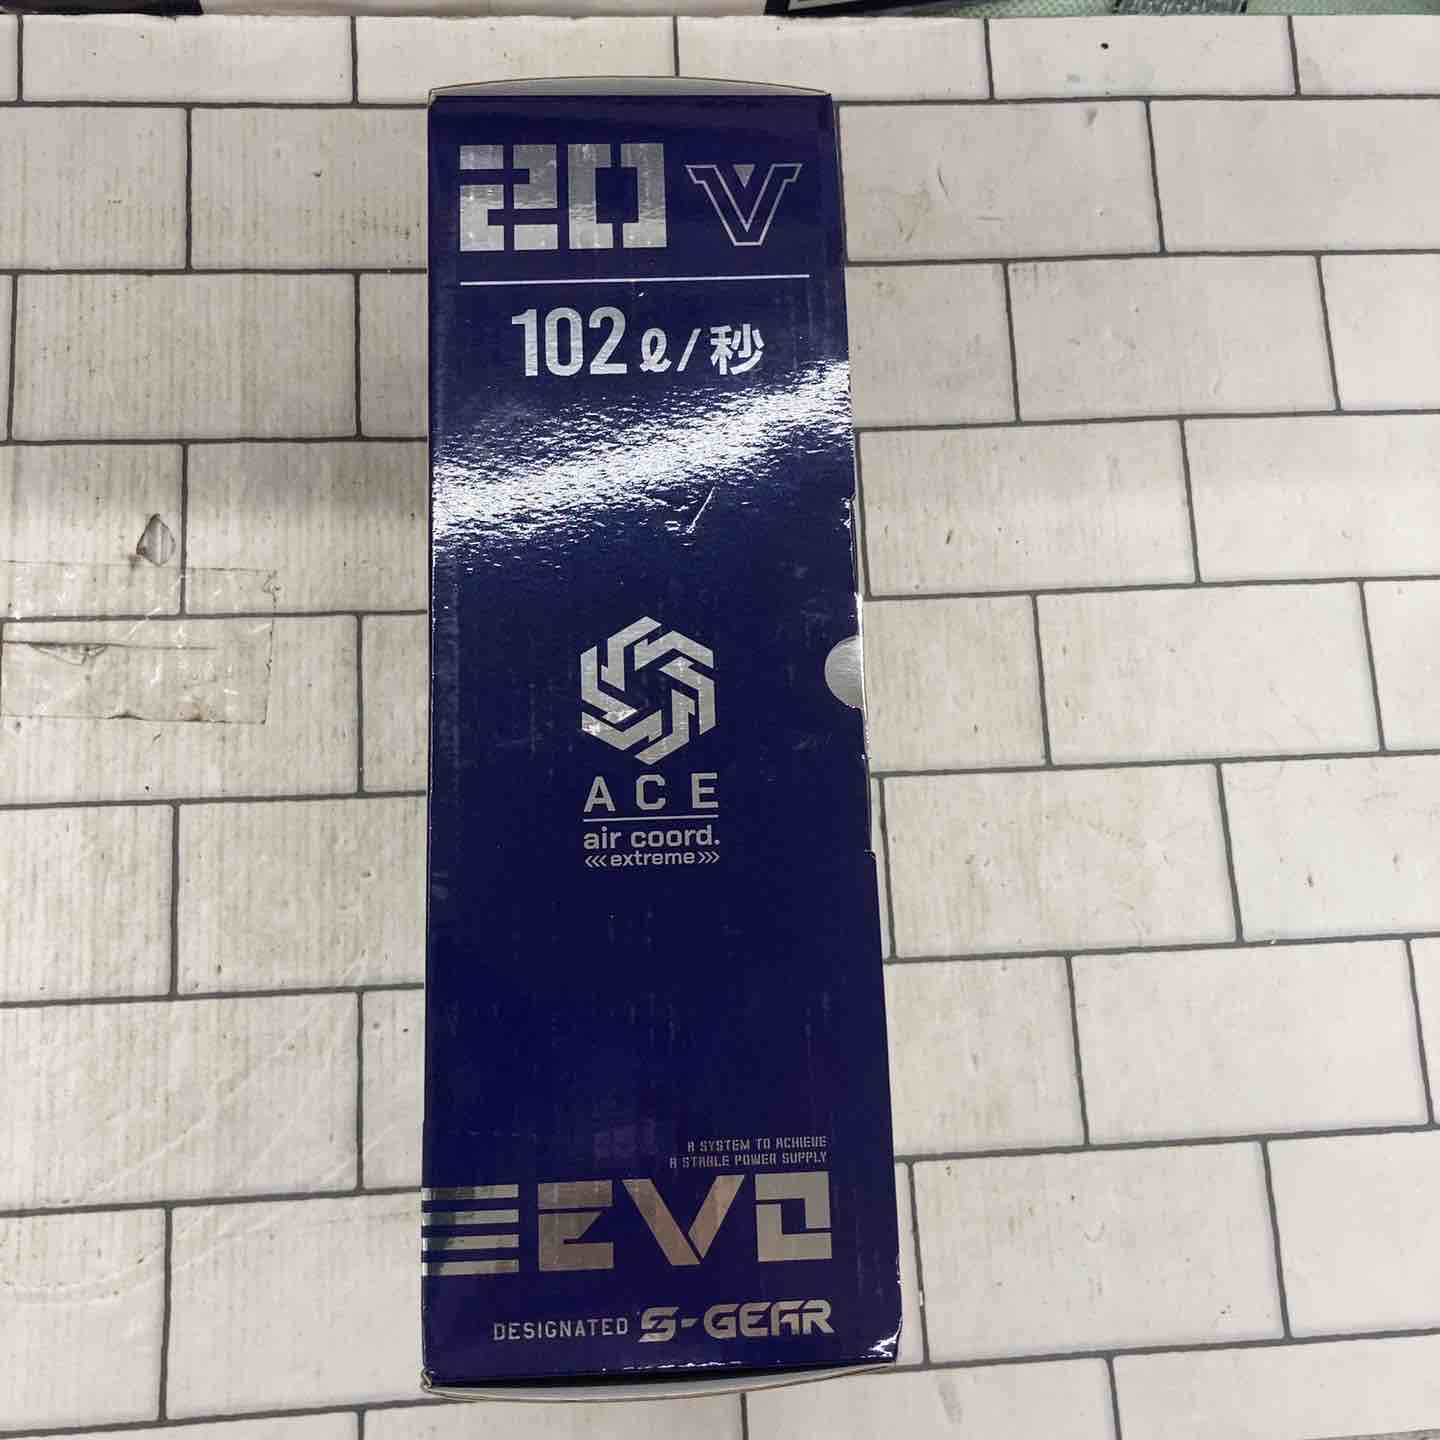 20V
102ℓ/秒
ACE
air coord.
<<<extreme>>>
A SYSTEM TO ACHIEVE
A STABLE POWER SUPPLY
EVO
DESIGNATED S-GEAR